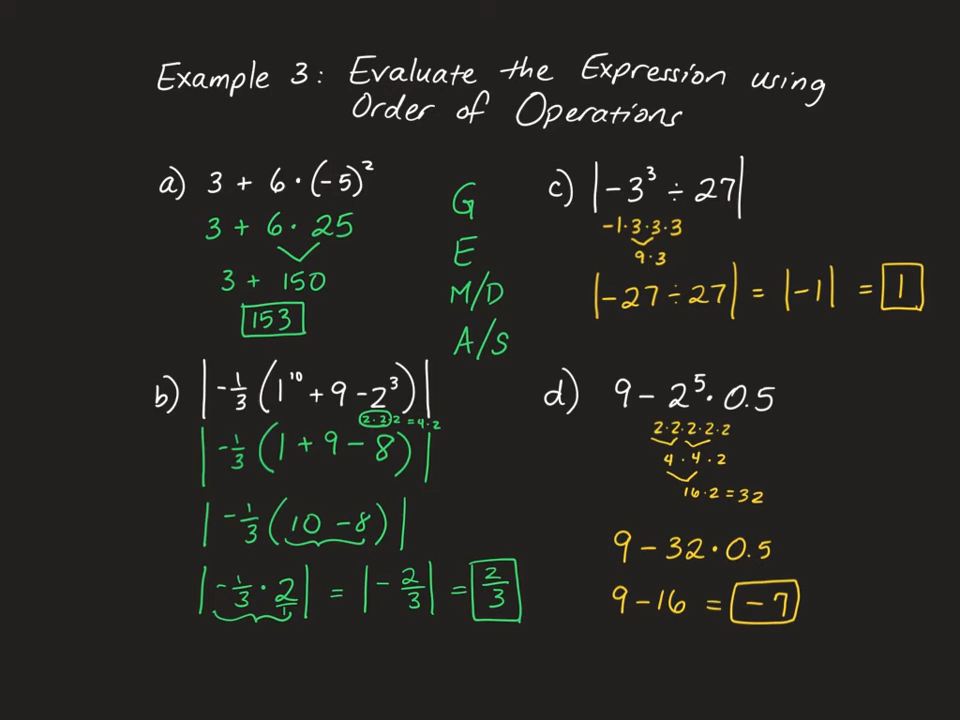 Example 3: Evaluate the Expression using
Order of Operations
a) 3 + 6 · (-5)²
3 + 6 · 25
3 + 150
153
G
E
M/D
A/S
b) |-1/3 (1¹⁰ + 9 - 2³)|
2·2·2 = 4·2
|-1/3 (1 + 9 - 8)|
|-1/3 (10 - 8)|
|-1/3 · 2/1| = |-2/3| = 2/3
c) |-3³ ÷ 27|
-1·3·3·3
9·3
|-27 ÷ 27| = |-1| = 1
d) 9 - 2⁵ · 0.5
2·2·2·2·2
4 · 4 · 2
16·2 = 32
9 - 32 · 0.5
9 - 16 = -7